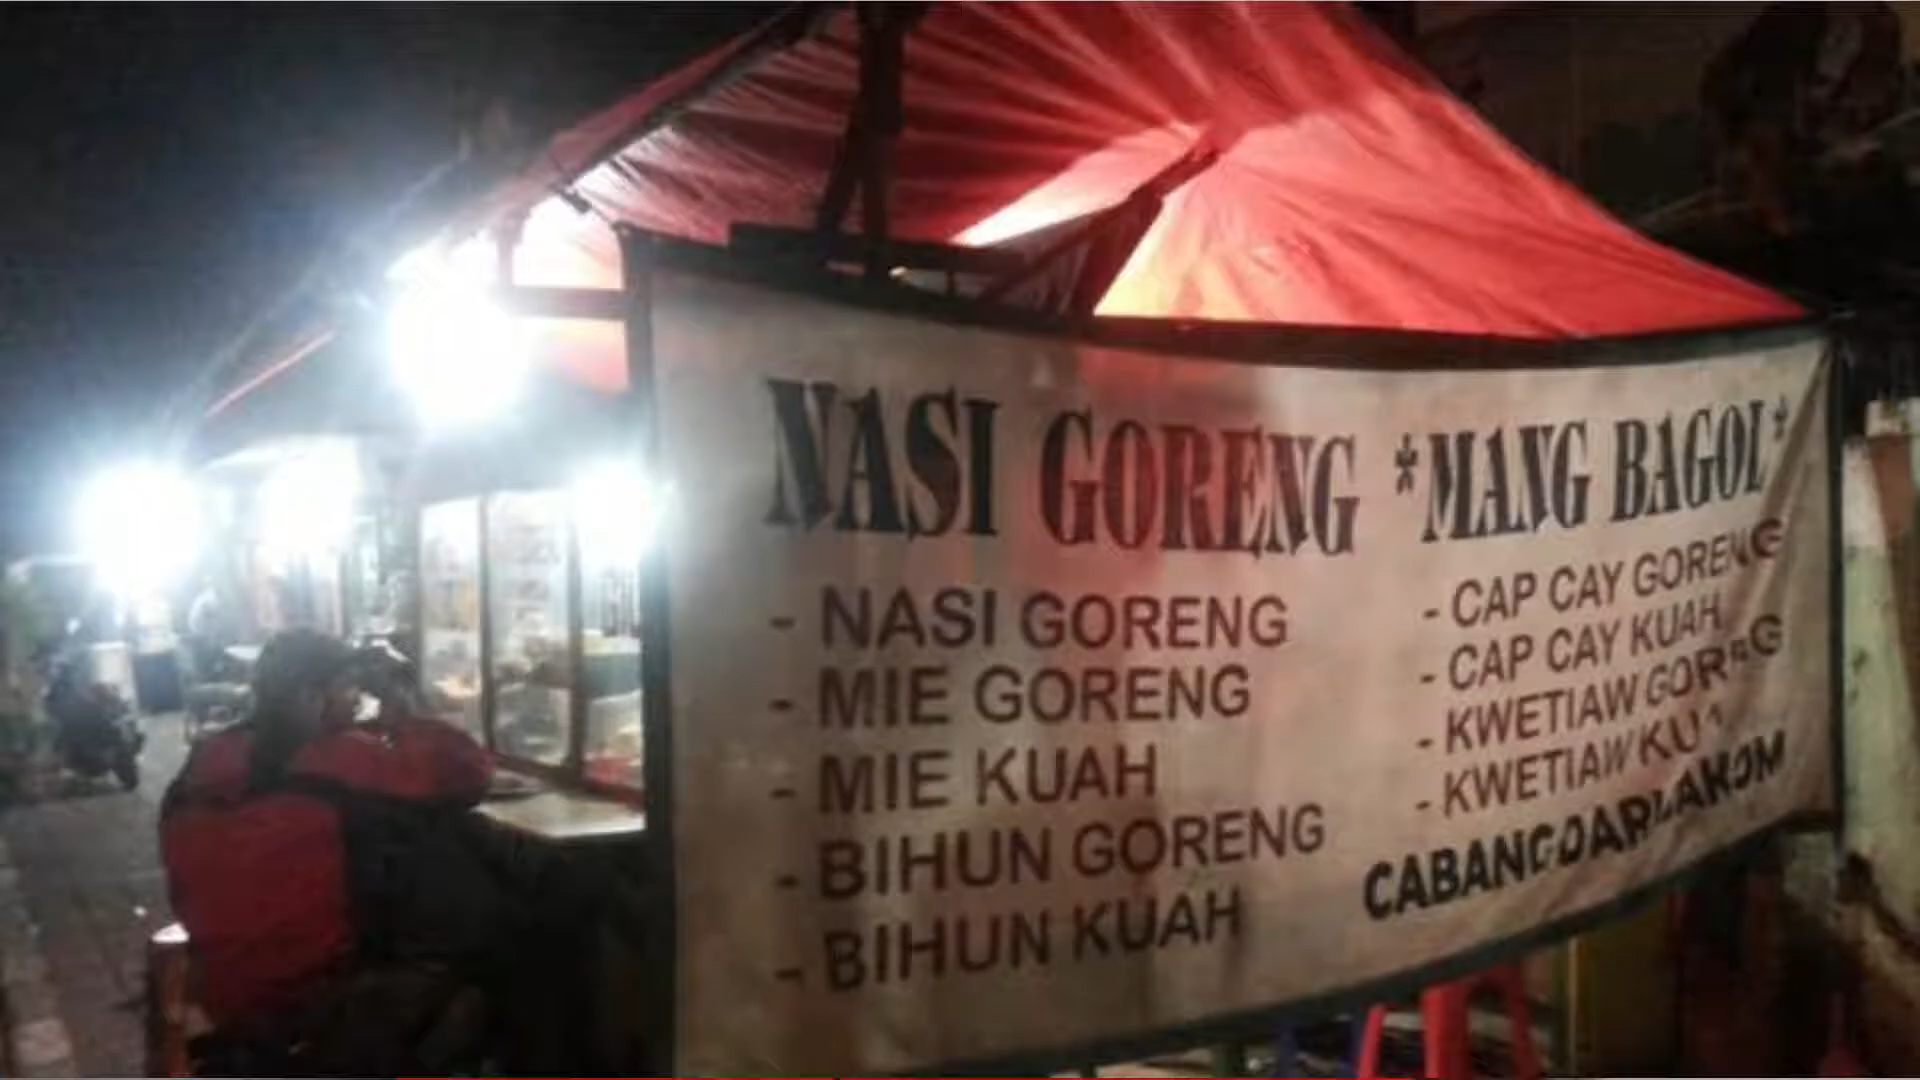 NASI GORENG *MANG BAGOL*
- NASI GORENG
- MIE GORENG
- MIE KUAH
- BIHUN GORENG
- BIHUN KUAH
- CAP CAY GORENG
- CAP CAY KUAH
- KWETIAW GORENG
- KWETIAW KUAH
CABANG DARI